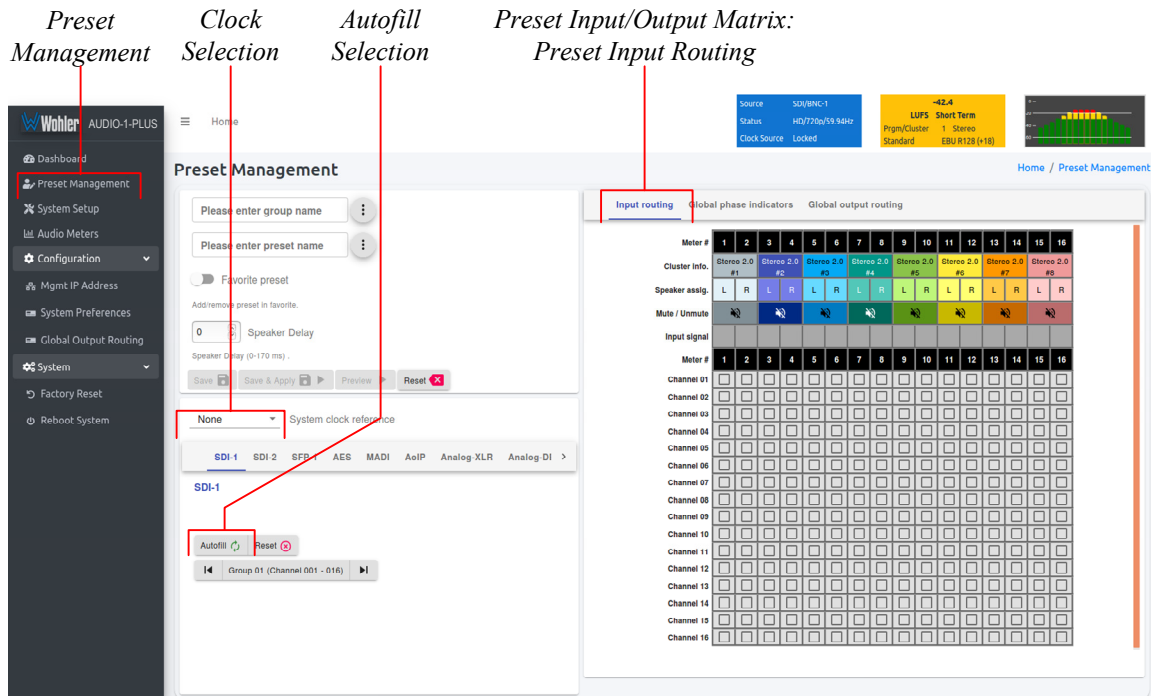 Preset Management
Clock Selection
Autofill Selection
Preset Input/Output Matrix:
Preset Input Routing
Wohler AUDIO-1-PLUS
Home
Source SDI/BNC-1
Status HD/720p/59.94Hz
Clock Source Locked
-42.4
LUFS Short Term
Prgm/Cluster 1 Stereo
Standard EBU R128 (+18)
Dashboard
Preset Management
System Setup
Audio Meters
Configuration
Mgmt IP Address
System Preferences
Global Output Routing
System
Factory Reset
Reboot System
Preset Management
Home / Preset Management
Please enter group name
Please enter preset name
Favorite preset
Add/remove preset in favorite.
0 Speaker Delay
Speaker Delay (0-170 ms) .
Save Save & Apply Preview Reset
None System clock reference
SDI-1 SDI-2 SFP-1 AES MADI AoIP Analog-XLR Analog-DI >
SDI-1
Autofill Reset
Group 01 (Channel 001 - 016)
Input routing Global phase indicators Global output routing
Meter # 1 2 3 4 5 6 7 8 9 10 11 12 13 14 15 16
Cluster Info. Stereo 2.0 #1 Stereo 2.0 #2 Stereo 2.0 #3 Stereo 2.0 #4 Stereo 2.0 #5 Stereo 2.0 #6 Stereo 2.0 #7 Stereo 2.0 #8
Speaker assig. L R L R L R L R L R L R L R L R
Mute / Unmute
Input signal
Meter # 1 2 3 4 5 6 7 8 9 10 11 12 13 14 15 16
Channel 01
Channel 02
Channel 03
Channel 04
Channel 05
Channel 06
Channel 07
Channel 08
Channel 09
Channel 10
Channel 11
Channel 12
Channel 13
Channel 14
Channel 15
Channel 16